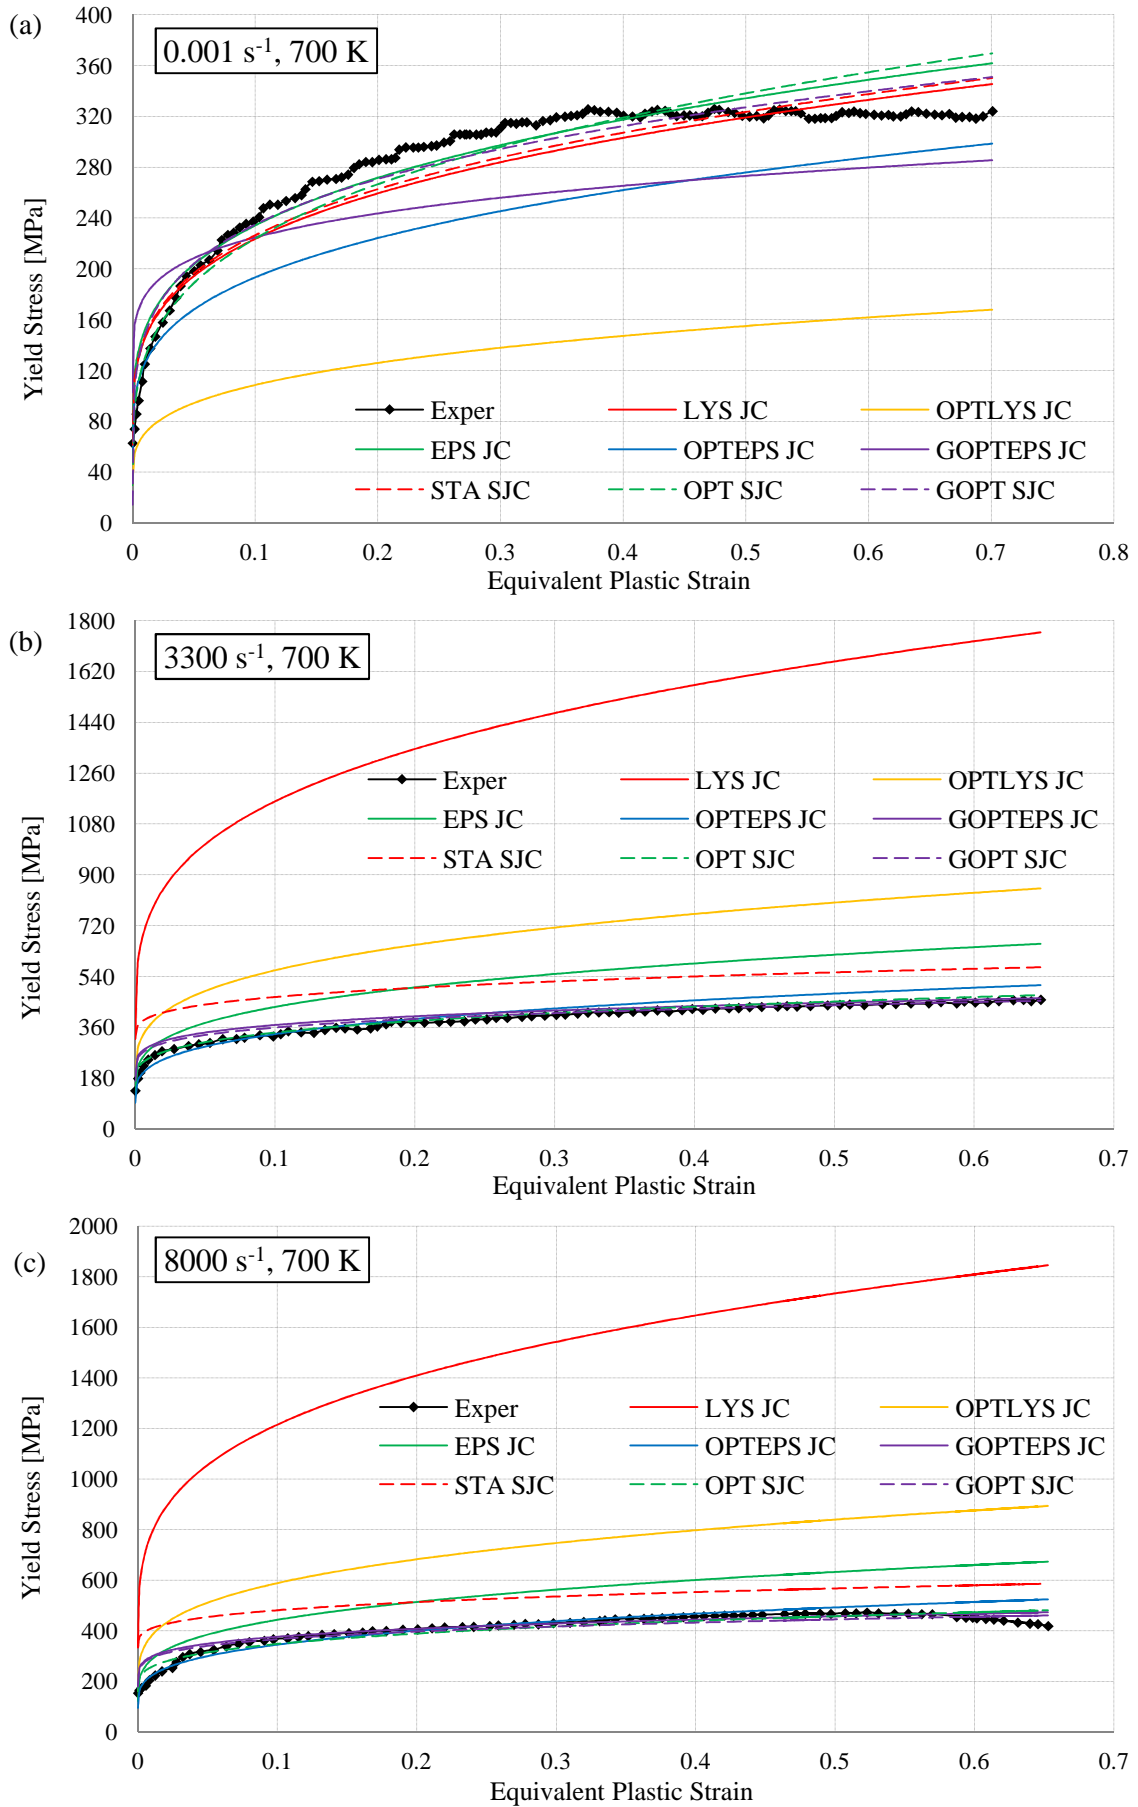 (a)
0.001 s⁻¹, 700 K
400
360
320
280
240
200
160
120
80
40
0
Yield Stress [MPa]
Exper LYS JC OPTLYS JC
EPS JC OPTEPS JC GOPTEPS JC
STA SJC OPT SJC GOPT SJC
0 0.1 0.2 0.3 0.4 0.5 0.6 0.7 0.8
Equivalent Plastic Strain
(b)
3300 s⁻¹, 700 K
1800
1620
1440
1260
1080
900
720
540
360
180
0
Yield Stress [MPa]
Exper LYS JC OPTLYS JC
EPS JC OPTEPS JC GOPTEPS JC
STA SJC OPT SJC GOPT SJC
0 0.1 0.2 0.3 0.4 0.5 0.6 0.7
Equivalent Plastic Strain
(c)
8000 s⁻¹, 700 K
2000
1800
1600
1400
1200
1000
800
600
400
200
0
Yield Stress [MPa]
Exper LYS JC OPTLYS JC
EPS JC OPTEPS JC GOPTEPS JC
STA SJC OPT SJC GOPT SJC
0 0.1 0.2 0.3 0.4 0.5 0.6 0.7
Equivalent Plastic Strain